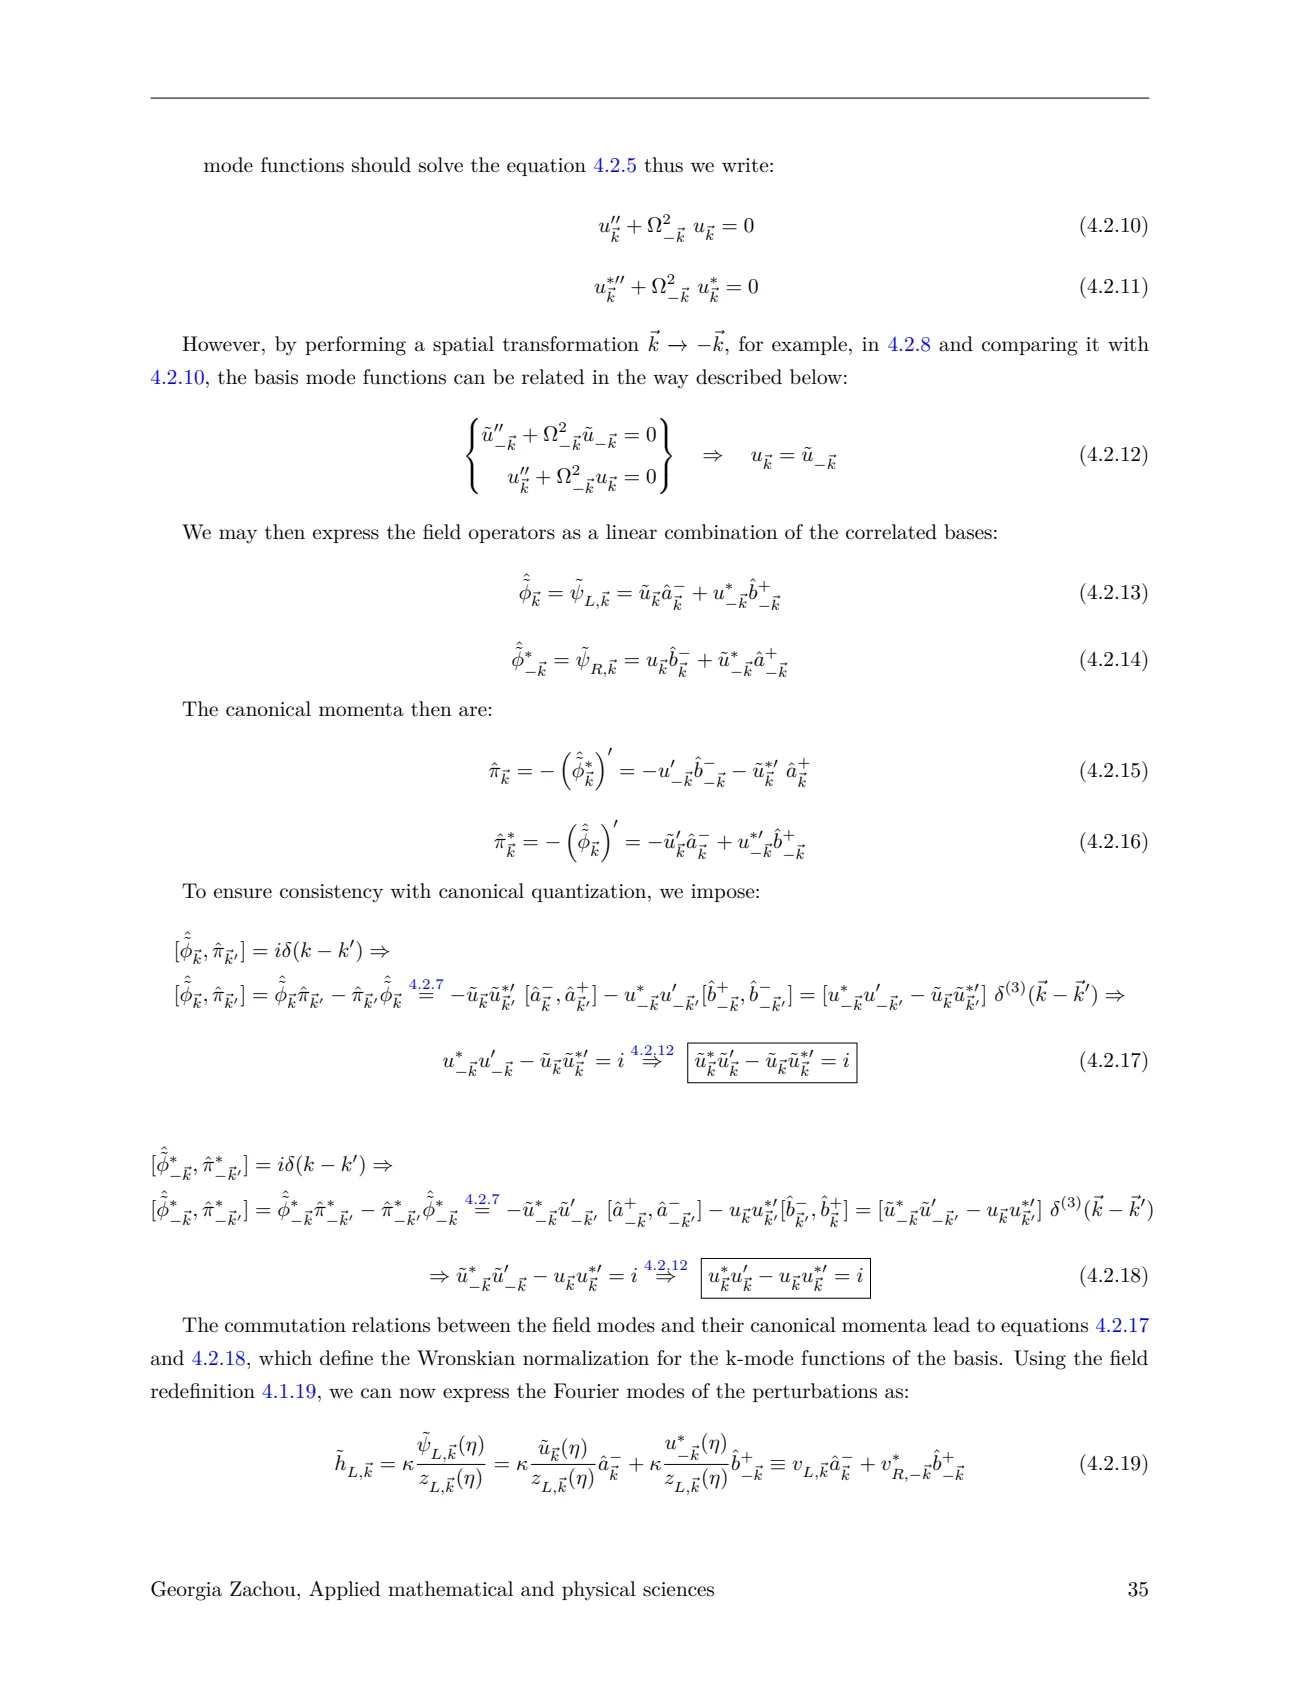 mode functions should solve the equation 4.2.5 thus we write:
$u''_{\vec{k}} + \Omega^2_{-\vec{k}} \, u_{\vec{k}} = 0$ (4.2.10)
$u^{*\prime\prime}_{\vec{k}} + \Omega^2_{-\vec{k}} \, u^*_{\vec{k}} = 0$ (4.2.11)
However, by performing a spatial transformation $\vec{k} \to -\vec{k}$, for example, in 4.2.8 and comparing it with
4.2.10, the basis mode functions can be related in the way described below:
$\left\{ \begin{aligned} \tilde{u}''_{-\vec{k}} + \Omega^2_{-\vec{k}} \tilde{u}_{-\vec{k}} = 0 \\ u''_{\vec{k}} + \Omega^2_{-\vec{k}} u_{\vec{k}} = 0 \end{aligned} \right\} \Rightarrow u_{\vec{k}} = \tilde{u}_{-\vec{k}}$ (4.2.12)
We may then express the field operators as a linear combination of the correlated bases:
$\hat{\tilde{\phi}}_{\vec{k}} = \tilde{\psi}_{L,\vec{k}} = \tilde{u}_{\vec{k}} \hat{a}^-_{\vec{k}} + u^*_{-\vec{k}} \hat{b}^+_{-\vec{k}}$ (4.2.13)
$\hat{\tilde{\phi}}^*_{-\vec{k}} = \tilde{\psi}_{R,\vec{k}} = u_{\vec{k}} \hat{b}^-_{\vec{k}} + \tilde{u}^*_{-\vec{k}} \hat{a}^+_{-\vec{k}}$ (4.2.14)
The canonical momenta then are:
$\hat{\pi}_{\vec{k}} = - \left( \hat{\tilde{\phi}}^*_{\vec{k}} \right)' = -u'_{-\vec{k}} \hat{b}^-_{-\vec{k}} - \tilde{u}^{*\prime}_{\vec{k}} \, \hat{a}^+_{\vec{k}}$ (4.2.15)
$\hat{\pi}^*_{\vec{k}} = - \left( \hat{\tilde{\phi}}_{\vec{k}} \right)' = -\tilde{u}'_{\vec{k}} \hat{a}^-_{\vec{k}} + u^{*\prime}_{-\vec{k}} \hat{b}^+_{-\vec{k}}$ (4.2.16)
To ensure consistency with canonical quantization, we impose:
$[\hat{\tilde{\phi}}_{\vec{k}}, \hat{\pi}_{\vec{k}'}] = i\delta(k - k') \Rightarrow$
$[\hat{\tilde{\phi}}_{\vec{k}}, \hat{\pi}_{\vec{k}'}] = \hat{\tilde{\phi}}_{\vec{k}} \hat{\pi}_{\vec{k}'} - \hat{\pi}_{\vec{k}'} \hat{\tilde{\phi}}_{\vec{k}} \overset{4.2.7}{=} -\tilde{u}_{\vec{k}} \tilde{u}^{*\prime}_{\vec{k}'} \, [\hat{a}^-_{\vec{k}}, \hat{a}^+_{\vec{k}'}] - u^*_{-\vec{k}} u'_{-\vec{k}'} [\hat{b}^+_{-\vec{k}}, \hat{b}^-_{-\vec{k}'}] = [u^*_{-\vec{k}} u'_{-\vec{k}'} - \tilde{u}_{\vec{k}} \tilde{u}^{*\prime}_{\vec{k}'}] \, \delta^{(3)}(\vec{k} - \vec{k}') \Rightarrow$
$u^*_{-\vec{k}} u'_{-\vec{k}} - \tilde{u}_{\vec{k}} \tilde{u}^{*\prime}_{\vec{k}} = i \overset{4.2.12}{\Rightarrow} \boxed{\tilde{u}^*_{\vec{k}} \tilde{u}'_{\vec{k}} - \tilde{u}_{\vec{k}} \tilde{u}^{*\prime}_{\vec{k}} = i}$ (4.2.17)
$[\hat{\tilde{\phi}}^*_{-\vec{k}}, \hat{\pi}^*_{-\vec{k}'}] = i\delta(k - k') \Rightarrow$
$[\hat{\tilde{\phi}}^*_{-\vec{k}}, \hat{\pi}^*_{-\vec{k}'}] = \hat{\tilde{\phi}}^*_{-\vec{k}} \hat{\pi}^*_{-\vec{k}'} - \hat{\pi}^*_{-\vec{k}'} \hat{\tilde{\phi}}^*_{-\vec{k}} \overset{4.2.7}{=} -\tilde{u}^*_{-\vec{k}} \tilde{u}'_{-\vec{k}'} \, [\hat{a}^+_{-\vec{k}}, \hat{a}^-_{-\vec{k}'}] - u_{\vec{k}} u^{*\prime}_{\vec{k}'} [\hat{b}^-_{\vec{k}'}, \hat{b}^+_{\vec{k}}] = [\tilde{u}^*_{-\vec{k}} \tilde{u}'_{-\vec{k}'} - u_{\vec{k}} u^{*\prime}_{\vec{k}'}] \, \delta^{(3)}(\vec{k} - \vec{k}')$
$\Rightarrow \tilde{u}^*_{-\vec{k}} \tilde{u}'_{-\vec{k}} - u_{\vec{k}} u^{*\prime}_{\vec{k}} = i \overset{4.2.12}{\Rightarrow} \boxed{u^*_{\vec{k}} u'_{\vec{k}} - u_{\vec{k}} u^{*\prime}_{\vec{k}} = i}$ (4.2.18)
The commutation relations between the field modes and their canonical momenta lead to equations 4.2.17
and 4.2.18, which define the Wronskian normalization for the k-mode functions of the basis. Using the field
redefinition 4.1.19, we can now express the Fourier modes of the perturbations as:
$\tilde{h}_{L,\vec{k}} = \kappa \frac{\tilde{\psi}_{L,\vec{k}}(\eta)}{z_{L,\vec{k}}(\eta)} = \kappa \frac{\tilde{u}_{\vec{k}}(\eta)}{z_{L,\vec{k}}(\eta)} \hat{a}^-_{\vec{k}} + \kappa \frac{u^*_{-\vec{k}}(\eta)}{z_{L,\vec{k}}(\eta)} \hat{b}^+_{-\vec{k}} \equiv v_{L,\vec{k}} \hat{a}^-_{\vec{k}} + v^*_{R,-\vec{k}} \hat{b}^+_{-\vec{k}}$ (4.2.19)
Georgia Zachou, Applied mathematical and physical sciences 35